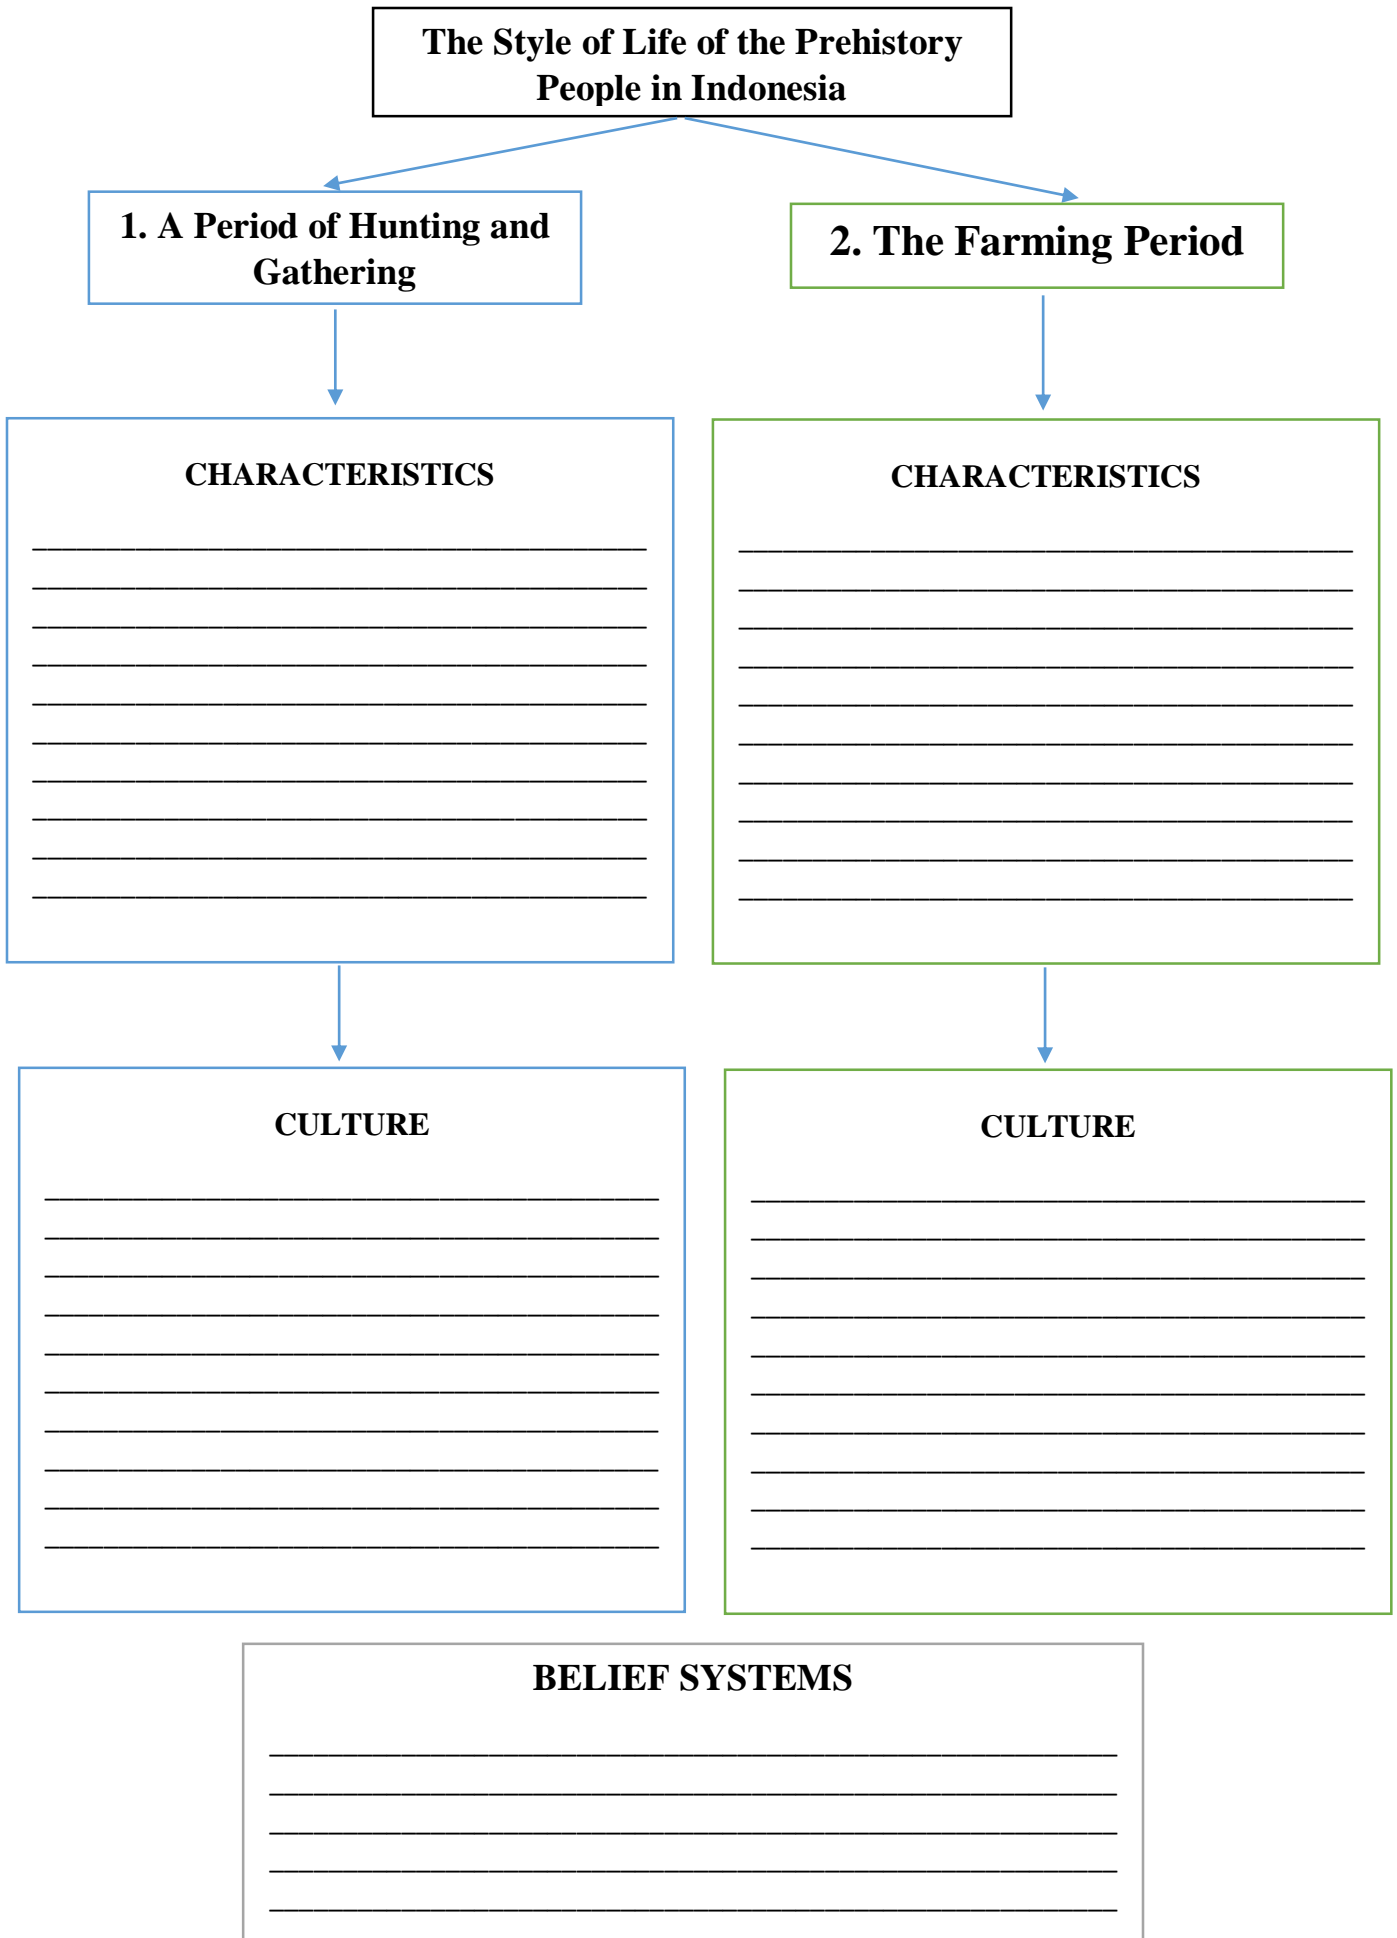 The Style of Life of the Prehistory
People in Indonesia
1. A Period of Hunting and
Gathering
2. The Farming Period
CHARACTERISTICS
CHARACTERISTICS
CULTURE
CULTURE
BELIEF SYSTEMS